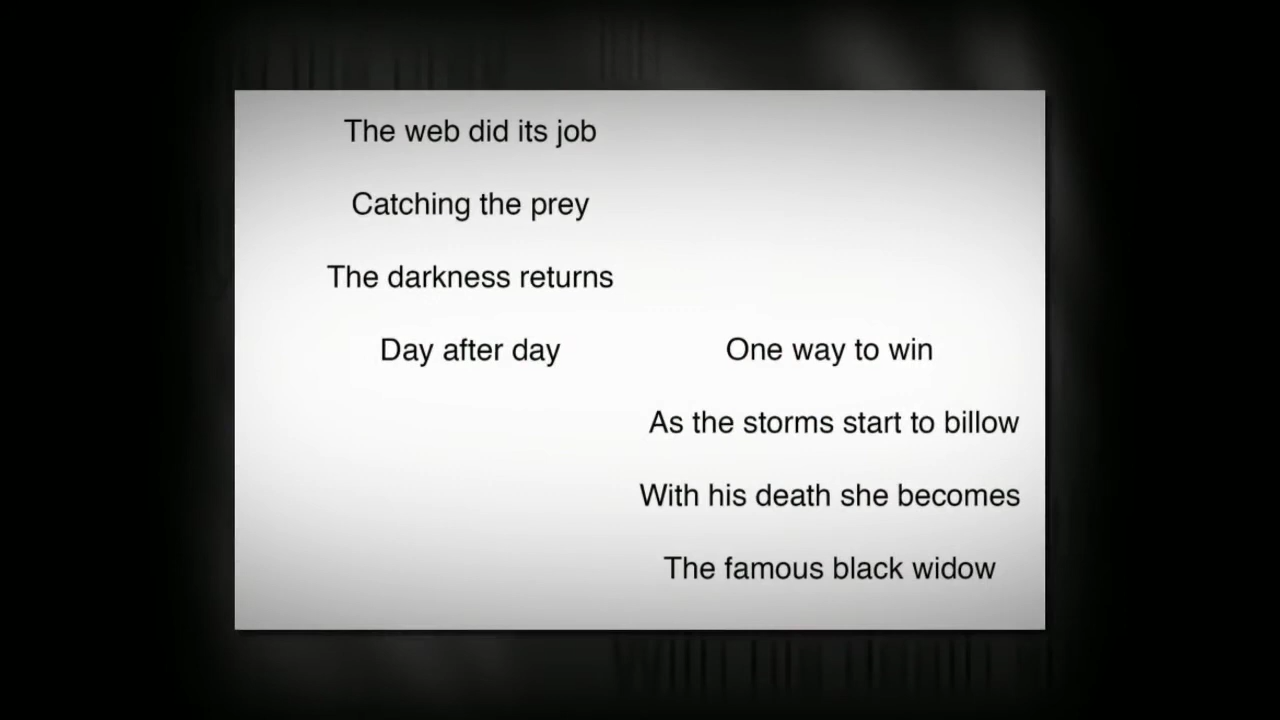 The web did its job
Catching the prey
The darkness returns
Day after day
One way to win
As the storms start to billow
With his death she becomes
The famous black widow